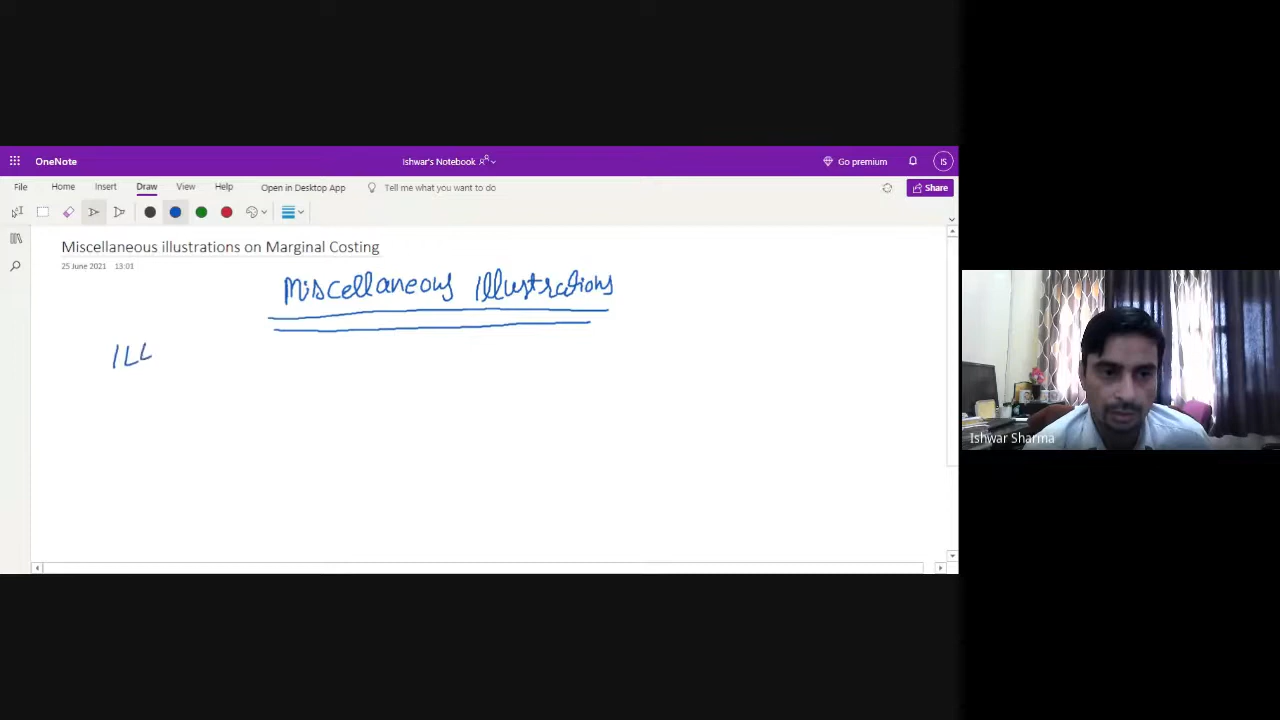 OneNote
Ishwar's Notebook
Go premium
IS
File Home Insert Draw View Help Open in Desktop App Tell me what you want to do
Share
Miscellaneous illustrations on Marginal Costing
25 June 2021 13:01
Miscellaneous Illustrations
ILL
Ishwar Sharma